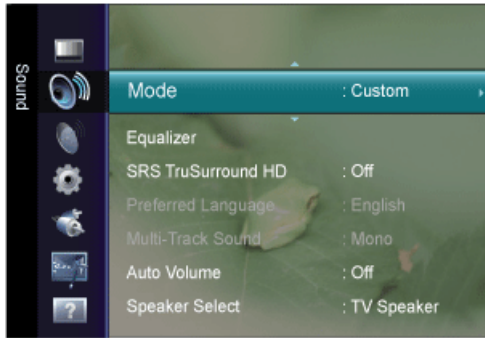 Sound
Mode : Custom
Equalizer
SRS TruSurround HD : Off
Preferred Language : English
Multi-Track Sound : Mono
Auto Volume : Off
Speaker Select : TV Speaker
?